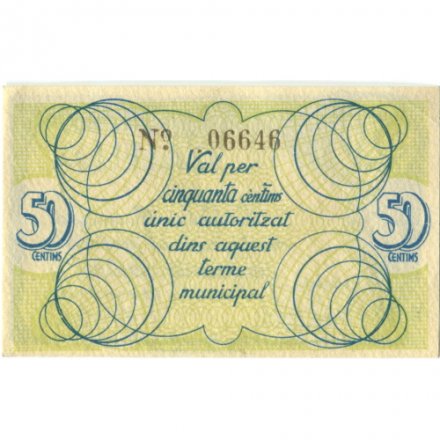 Nº 06646
Val per
cinquanta cèntims
únic autoritzat
dins aquest
terme
municipal
50
CENTIMS
50
CENTIMS